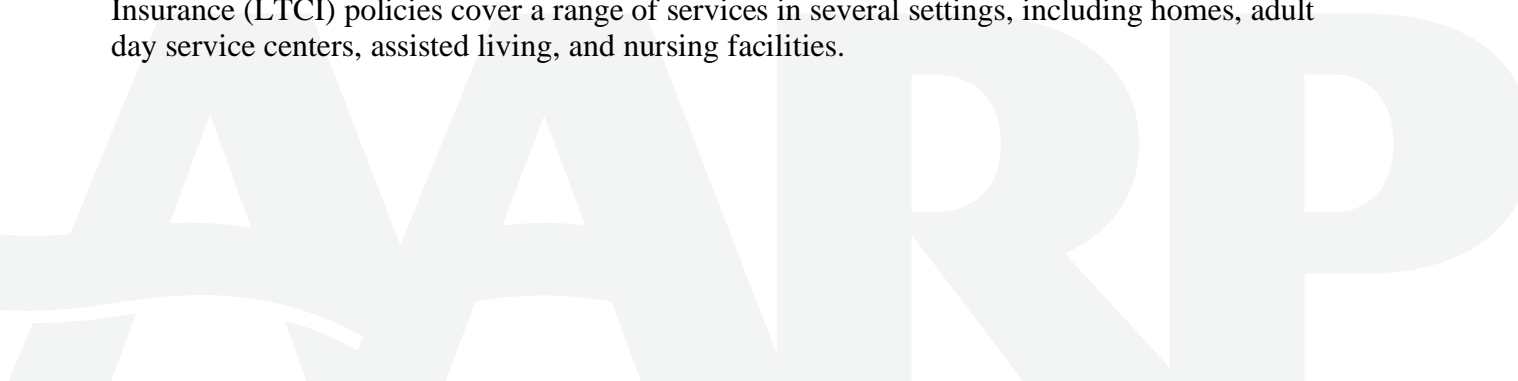 Insurance (LTCI) policies cover a range of services in several settings, including homes, adult
day service centers, assisted living, and nursing facilities.
AARP